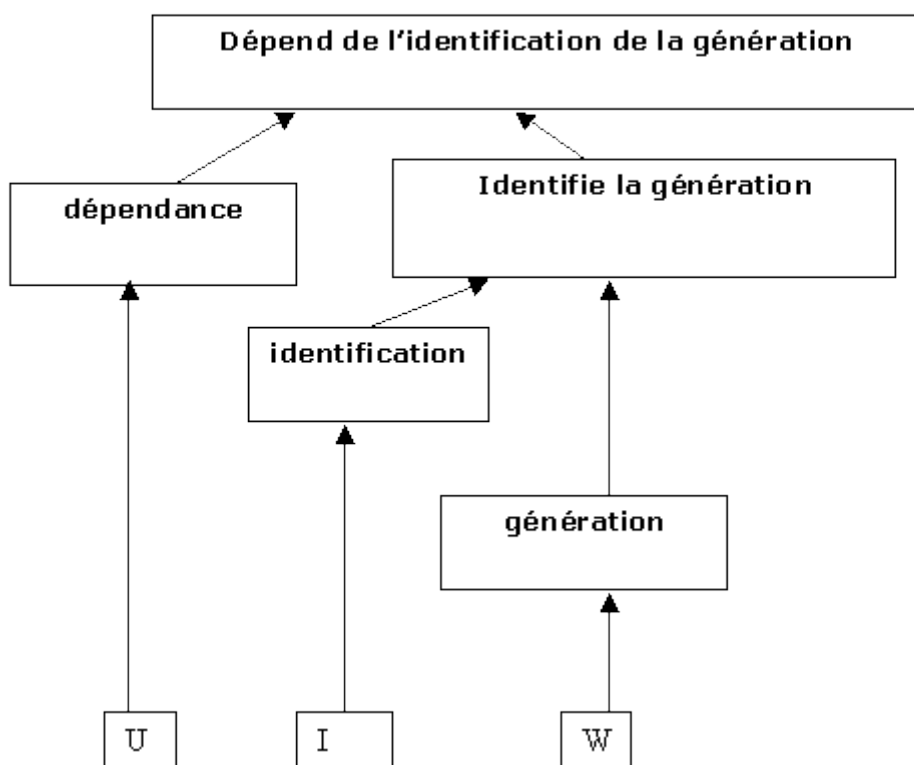 Dépend de l'identification de la génération
Identifie la génération
dépendance
identification
génération
U
I
W